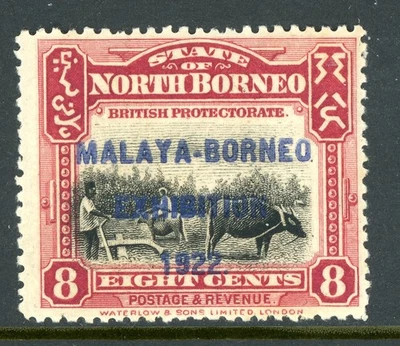 STATE
OF
NORTH BORNEO
BRITISH PROTECTORATE.
MALAYA-BORNEO
EXHIBITION
1922.
8 EIGHT CENTS 8
POSTAGE & REVENUE.
WATERLOW & SONS LIMITED, LONDON